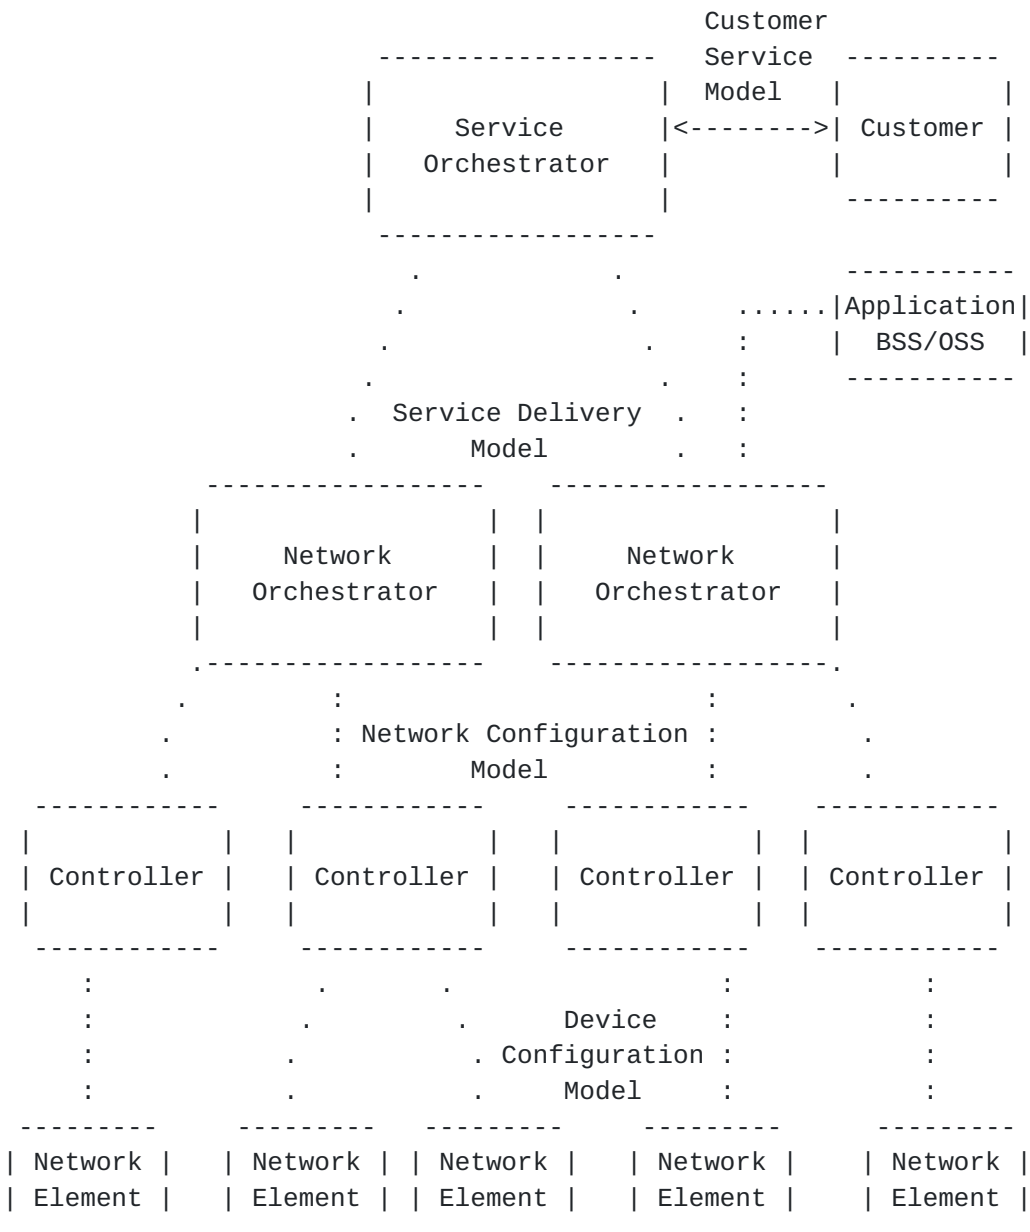 Customer
------------------ Service ----------
| | Model | |
| Service |<-------->| Customer |
| Orchestrator | | |
| | ----------
------------------
. . -----------
. . ......|Application|
. . : | BSS/OSS |
. . : -----------
. Service Delivery . :
. Model . :
------------------ ------------------
| | | |
| Network | | Network |
| Orchestrator | | Orchestrator |
| | | |
.------------------ ------------------.
. : : .
. : Network Configuration : .
. : Model : .
------------ ------------ ------------ ------------
| | | | | | | |
| Controller | | Controller | | Controller | | Controller |
| | | | | | | |
------------ ------------ ------------ ------------
: . . : :
: . . Device : :
: . . Configuration : :
: . . Model : :
--------- --------- --------- --------- ---------
| Network | | Network | | Network | | Network | | Network |
| Element | | Element | | Element | | Element | | Element |